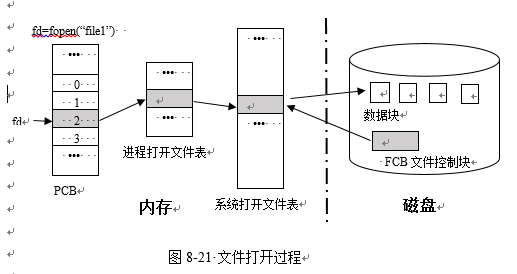 fd=fopen(“file1”)
•••
0
1
fd
2
3
•••
PCB
•••
•••
进程打开文件表
•••
•••
系统打开文件表
内存
数据块
FCB 文件控制块
磁盘
图 8-21 文件打开过程